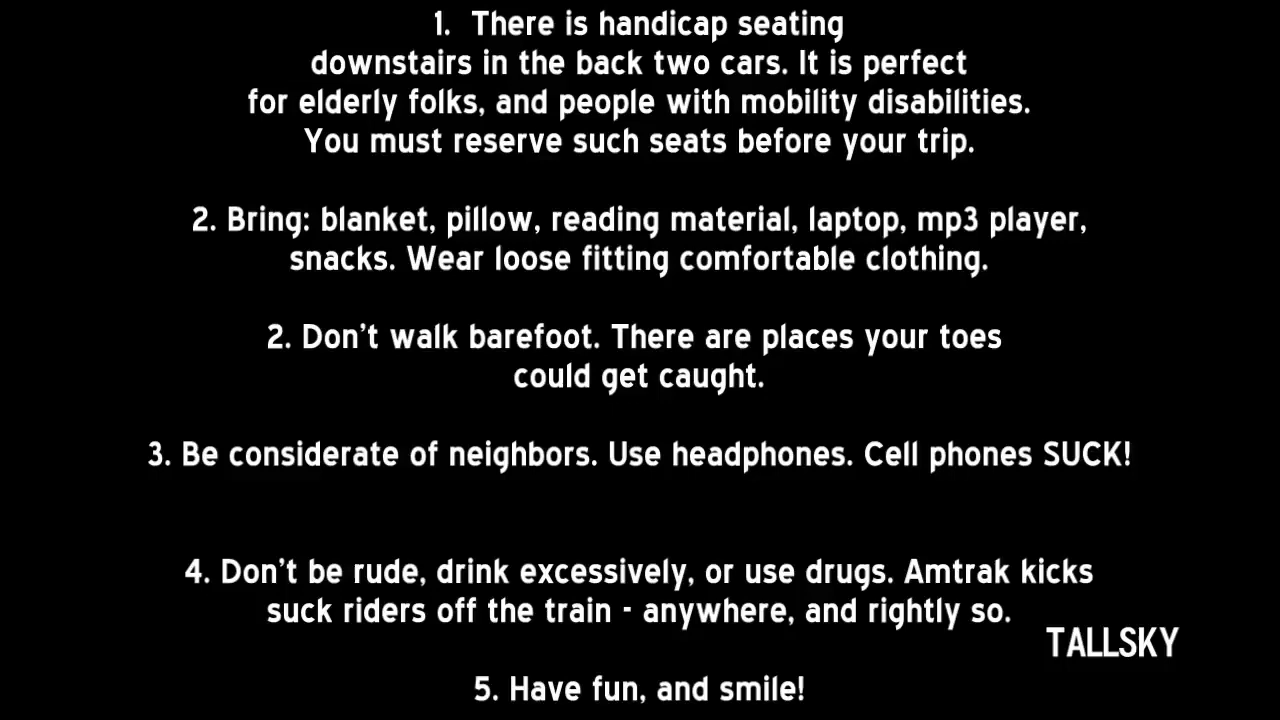 1. There is handicap seating
downstairs in the back two cars. It is perfect
for elderly folks, and people with mobility disabilities.
You must reserve such seats before your trip.
2. Bring: blanket, pillow, reading material, laptop, mp3 player,
snacks. Wear loose fitting comfortable clothing.
2. Don't walk barefoot. There are places your toes
could get caught.
3. Be considerate of neighbors. Use headphones. Cell phones SUCK!
4. Don't be rude, drink excessively, or use drugs. Amtrak kicks
suck riders off the train - anywhere, and rightly so.
TALLSKY
5. Have fun, and smile!